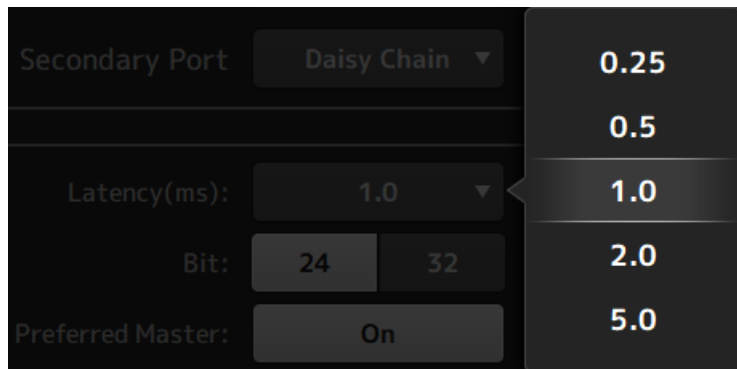 Secondary Port Daisy Chain ▼
Latency(ms): 1.0 ▼
Bit: 24 32
Preferred Master: On
0.25
0.5
1.0
2.0
5.0